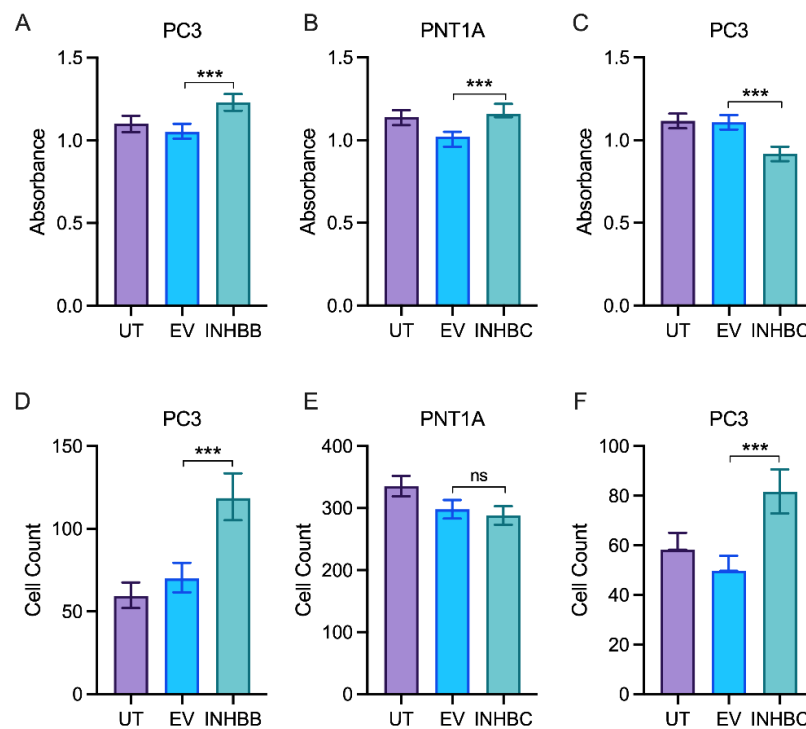 A
PC3
Absorbance
1.5
1.0
0.5
0.0
***
UT EV INHBB
B
PNT1A
Absorbance
1.5
1.0
0.5
0.0
***
UT EV INHBC
C
PC3
Absorbance
1.5
1.0
0.5
0.0
***
UT EV INHBC
D
PC3
Cell Count
150
100
50
0
***
UT EV INHBB
E
PNT1A
Cell Count
400
300
200
100
0
ns
UT EV INHBC
F
PC3
Cell Count
100
80
60
40
20
0
***
UT EV INHBC